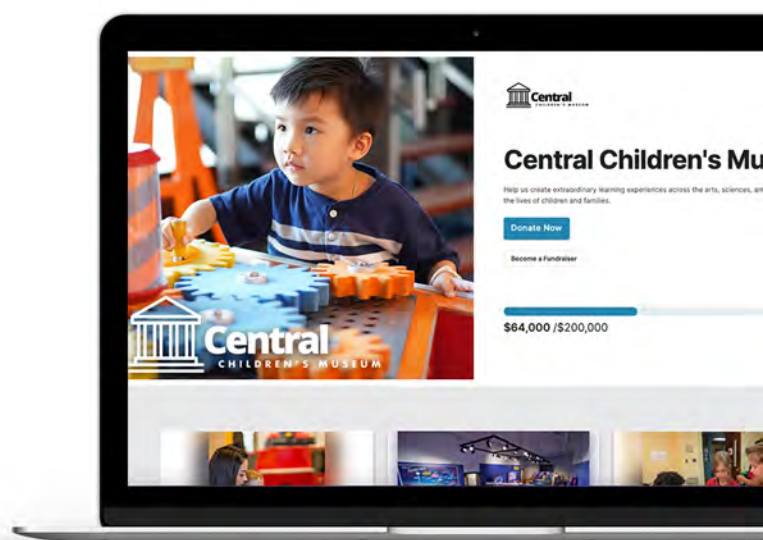 Central
CHILDREN'S MUSEUM
Central Children's Mu
Help us create extraordinary learning experiences across the arts, sciences, an
the lives of children and families.
Donate Now
Become a Fundraiser
$64,000 /$200,000
Central
CHILDREN'S MUSEUM